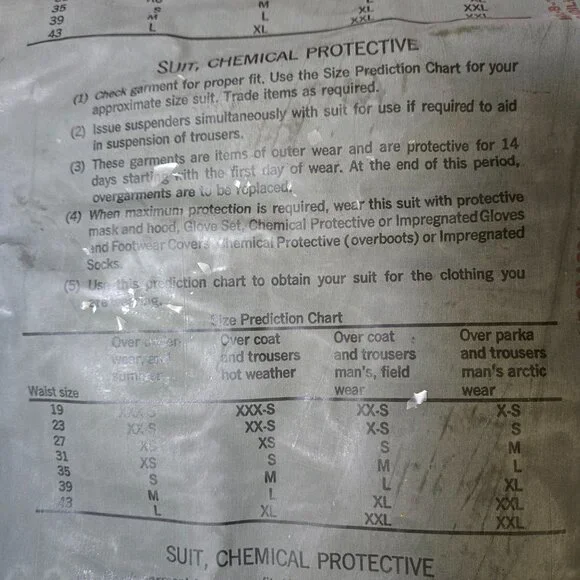 35 S M XL XXL
39 M L XXL XXL
43 L XL
SUIT, CHEMICAL PROTECTIVE
(1) Check garment for proper fit. Use the Size Prediction Chart for your
approximate size suit. Trade items as required.
(2) Issue suspenders simultaneously with suit for use if required to aid
in suspension of trousers.
(3) These garments are items of outer wear and are protective for 14
days starting with the first day of wear. At the end of this period,
overgarments are to be replaced.
(4) When maximum protection is required, wear this suit with protective
mask and hood, Glove Set, Chemical Protective or Impregnated Gloves
and Footwear Covers Chemical Protective (overboots) or Impregnated
Socks.
(5) Use this prediction chart to obtain your suit for the clothing you
Size Prediction Chart
Over Over coat Over coat Over parka
wear, and and trousers and trousers and trousers
hot weather man's, field man's arctic
Waist size wear wear
19 XXX-S XX-S X-S
23 XX-S XX-S X-S S
27 XS XS S M
31 XS S M L
35 S M L XL
39 M L XL XXL
43 L XL XXL XXL
SUIT, CHEMICAL PROTECTIVE